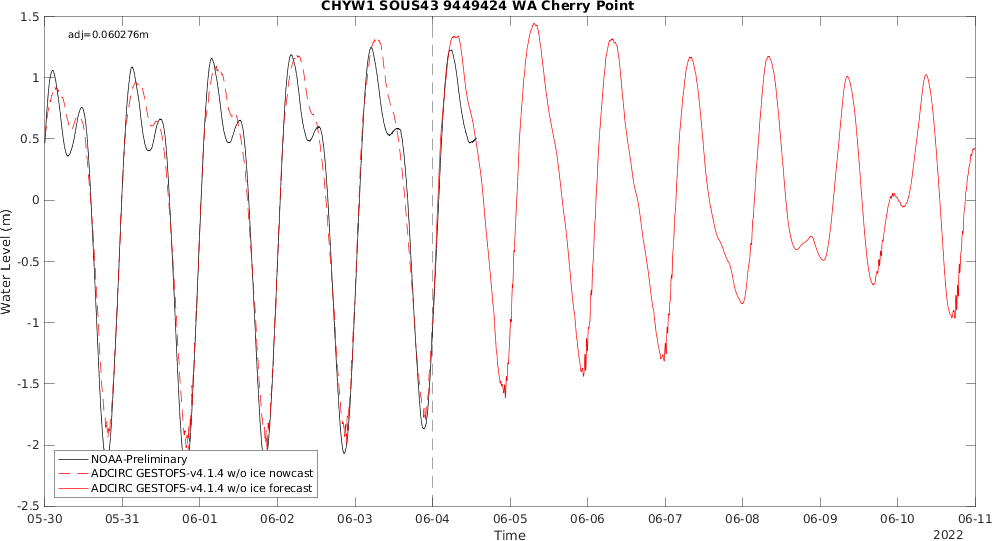 CHYW1 SOUS43 9449424 WA Cherry Point
adj=0.060276m
1.5
1
0.5
0
-0.5
-1
-1.5
-2
-2.5
Water Level (m)
NOAA-Preliminary
ADCIRC GESTOFS-v4.1.4 w/o ice nowcast
ADCIRC GESTOFS-v4.1.4 w/o ice forecast
05-30 05-31 06-01 06-02 06-03 06-04 06-05 06-06 06-07 06-08 06-09 06-10 06-11
Time
2022